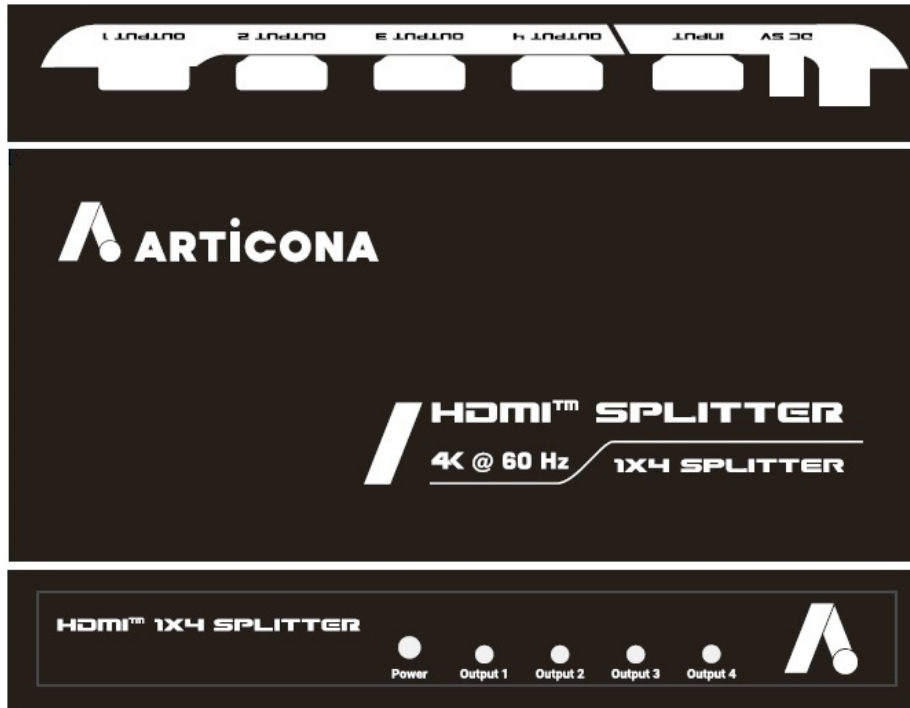 OUTPUT 1 OUTPUT 2 OUTPUT 3 OUTPUT 4 INPUT DC 5V
ARTICONA
HDMI™ SPLITTER
4K @ 60 Hz 1X4 SPLITTER
HDMI™ 1X4 SPLITTER
Power Output 1 Output 2 Output 3 Output 4